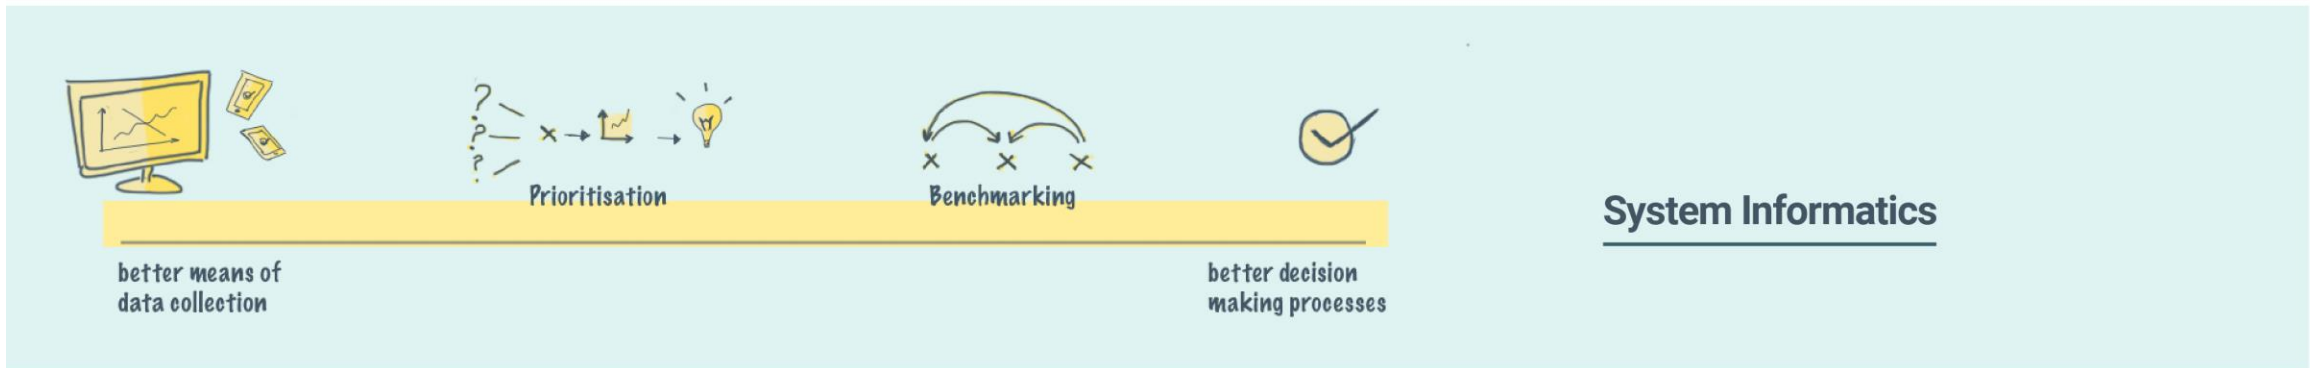 Prioritisation
Benchmarking
better means of
data collection
better decision
making processes
System Informatics